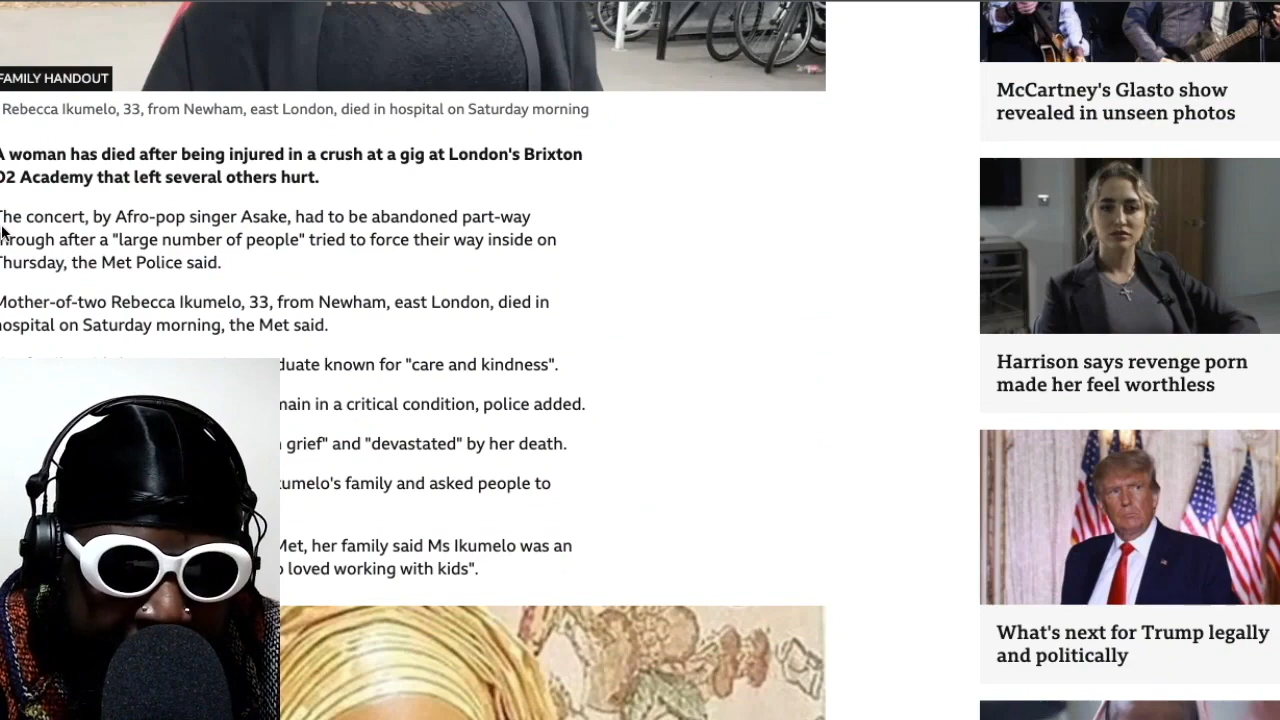 FAMILY HANDOUT
Rebecca Ikumelo, 33, from Newham, east London, died in hospital on Saturday morning
A woman has died after being injured in a crush at a gig at London's Brixton
O2 Academy that left several others hurt.
The concert, by Afro-pop singer Asake, had to be abandoned part-way
through after a "large number of people" tried to force their way inside on
Thursday, the Met Police said.
Mother-of-two Rebecca Ikumelo, 33, from Newham, east London, died in
hospital on Saturday morning, the Met said.
duate known for "care and kindness".
main in a critical condition, police added.
grief" and "devastated" by her death.
kumelo's family and asked people to
Met, her family said Ms Ikumelo was an
o loved working with kids".
McCartney's Glasto show
revealed in unseen photos
Harrison says revenge porn
made her feel worthless
What's next for Trump legally
and politically